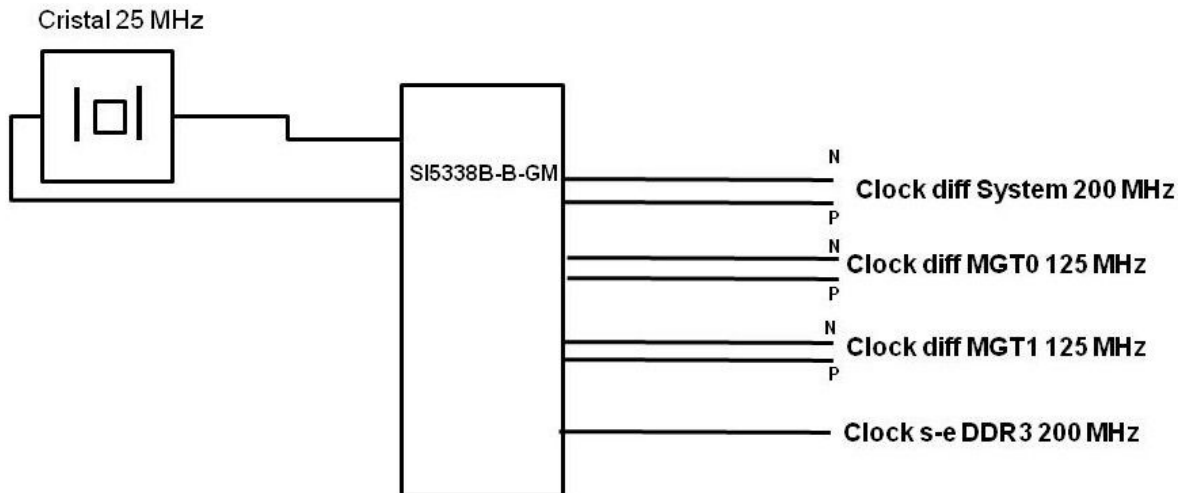 Cristal 25 MHz
SI5338B-B-GM
N
Clock diff System 200 MHz
P
N
Clock diff MGT0 125 MHz
P
N
Clock diff MGT1 125 MHz
P
Clock s-e DDR3 200 MHz